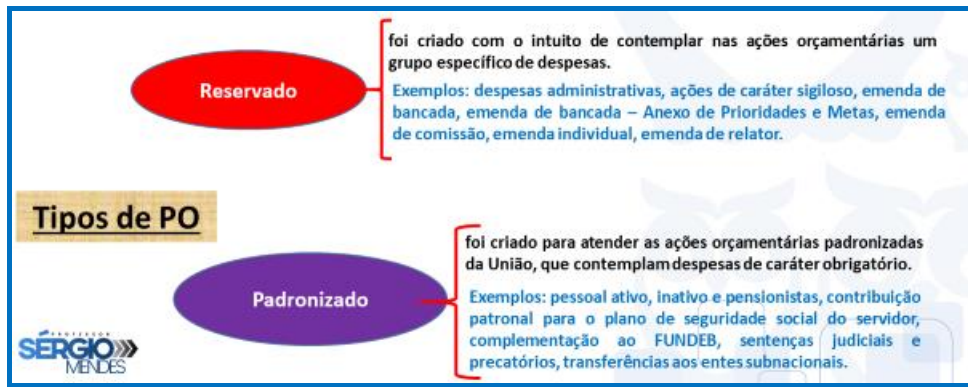 foi criado com o intuito de contemplar nas ações orçamentárias um
grupo específico de despesas.
Reservado
Exemplos: despesas administrativas, ações de caráter sigiloso, emenda de
bancada, emenda de bancada – Anexo de Prioridades e Metas, emenda
de comissão, emenda individual, emenda de relator.
Tipos de PO
foi criado para atender as ações orçamentárias padronizadas
da União, que contemplam despesas de caráter obrigatório.
Padronizado
Exemplos: pessoal ativo, inativo e pensionistas, contribuição
patronal para o plano de seguridade social do servidor,
complementação ao FUNDEB, sentenças judiciais e
precatórios, transferências aos entes subnacionais.
PROFESSOR
SÉRGIO
MENDES